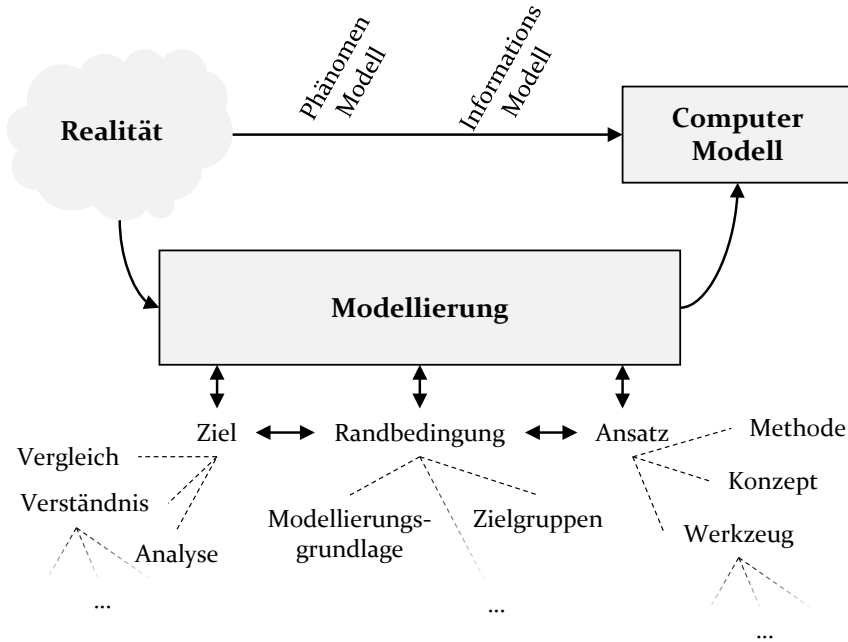 Phänomen
Modell
Informations
Modell
Realität
Computer
Modell
Modellierung
Ziel
Randbedingung
Ansatz
Methode
Vergleich
Konzept
Verständnis
Modellierungs-
grundlage
Zielgruppen
Werkzeug
Analyse
...
...
...